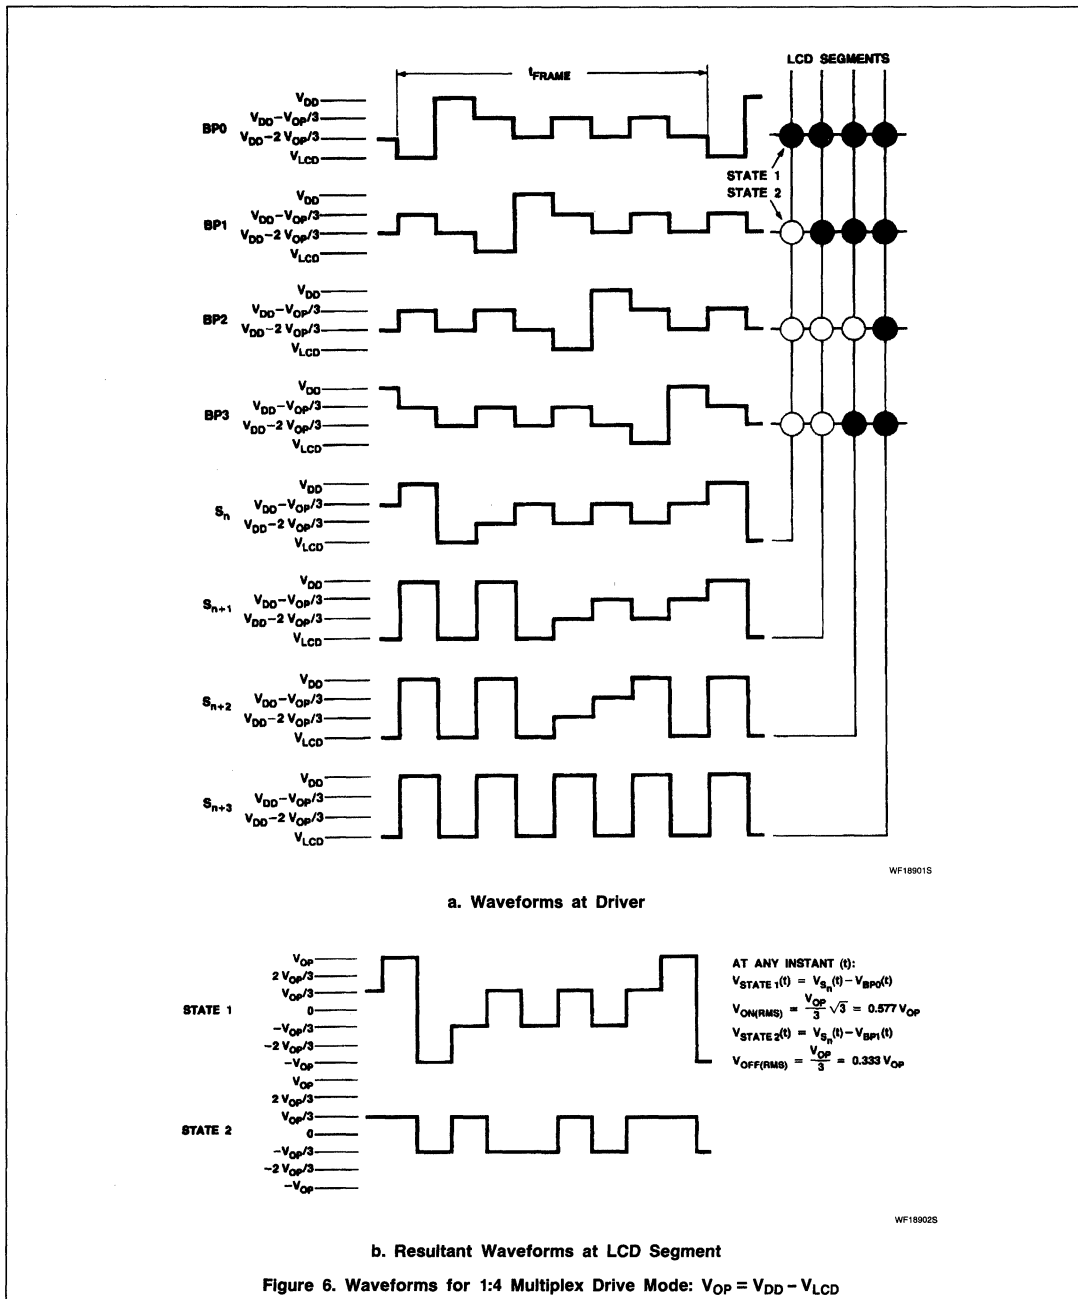 LCD SEGMENTS
tFRAME
BP0
VDD
VDD−VOP/3
VDD−2 VOP/3
VLCD
STATE 1
STATE 2
BP1
VDD
VDD−VOP/3
VDD−2 VOP/3
VLCD
BP2
VDD
VDD−VOP/3
VDD−2 VOP/3
VLCD
BP3
VDD
VDD−VOP/3
VDD−2 VOP/3
VLCD
Sn
VDD
VDD−VOP/3
VDD−2 VOP/3
VLCD
Sn+1
VDD
VDD−VOP/3
VDD−2 VOP/3
VLCD
Sn+2
VDD
VDD−VOP/3
VDD−2 VOP/3
VLCD
Sn+3
VDD
VDD−VOP/3
VDD−2 VOP/3
VLCD
WF18901S
a. Waveforms at Driver
STATE 1
VOP
2 VOP/3
VOP/3
0
−VOP/3
−2 VOP/3
−VOP
STATE 2
VOP
2 VOP/3
VOP/3
0
−VOP/3
−2 VOP/3
−VOP
AT ANY INSTANT (t):
VSTATE 1(t) = VSn(t) − VBP0(t)
VON(RMS) = VOP/3 √3 = 0.577 VOP
VSTATE 2(t) = VSn(t) − VBP1(t)
VOFF(RMS) = VOP/3 = 0.333 VOP
WF18902S
b. Resultant Waveforms at LCD Segment
Figure 6. Waveforms for 1:4 Multiplex Drive Mode: VOP = VDD − VLCD